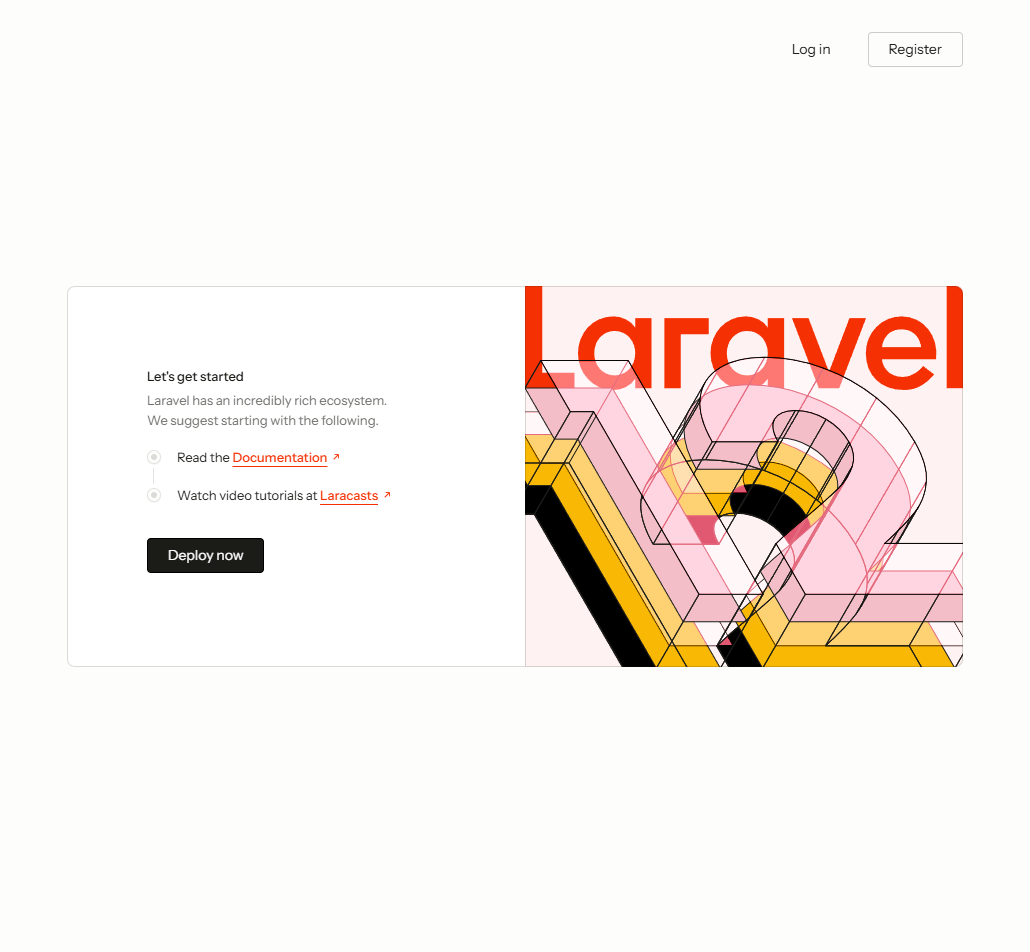 Log in
Register
Laravel
Let's get started
Laravel has an incredibly rich ecosystem.
We suggest starting with the following.
Read the Documentation ↗
Watch video tutorials at Laracasts ↗
Deploy now